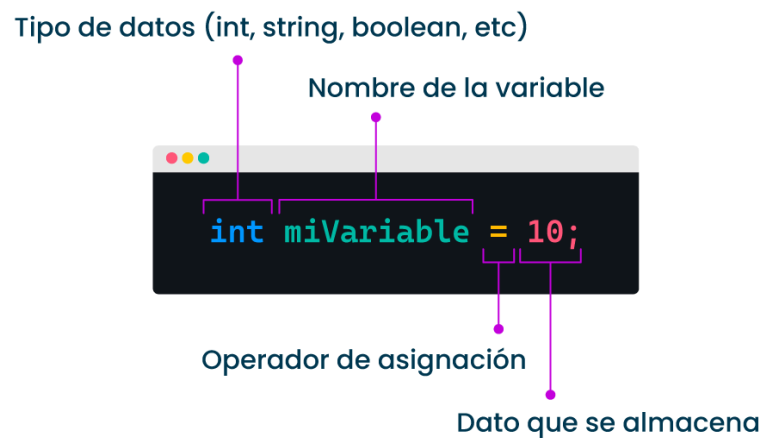 Tipo de datos (int, string, boolean, etc)
Nombre de la variable
int miVariable = 10;
Operador de asignación
Dato que se almacena